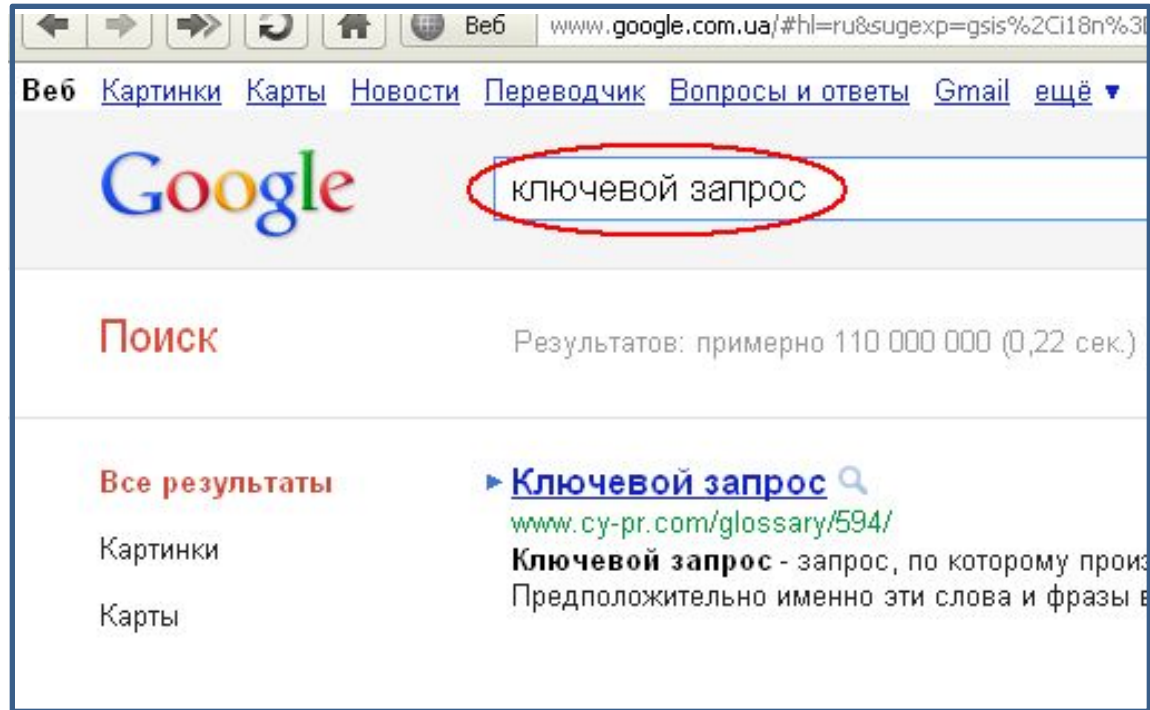 Веб www.google.com.ua/#hl=ru&sugexp=gsis%2Ci18n%3
Веб Картинки Карты Новости Переводчик Вопросы и ответы Gmail ещё ▼
Google ключевой запрос
Поиск Результатов: примерно 110 000 000 (0,22 сек.)
Все результаты
Картинки
Карты
Ключевой запрос
www.cy-pr.com/glossary/594/
Ключевой запрос - запрос, по которому произ
Предположительно именно эти слова и фразы в